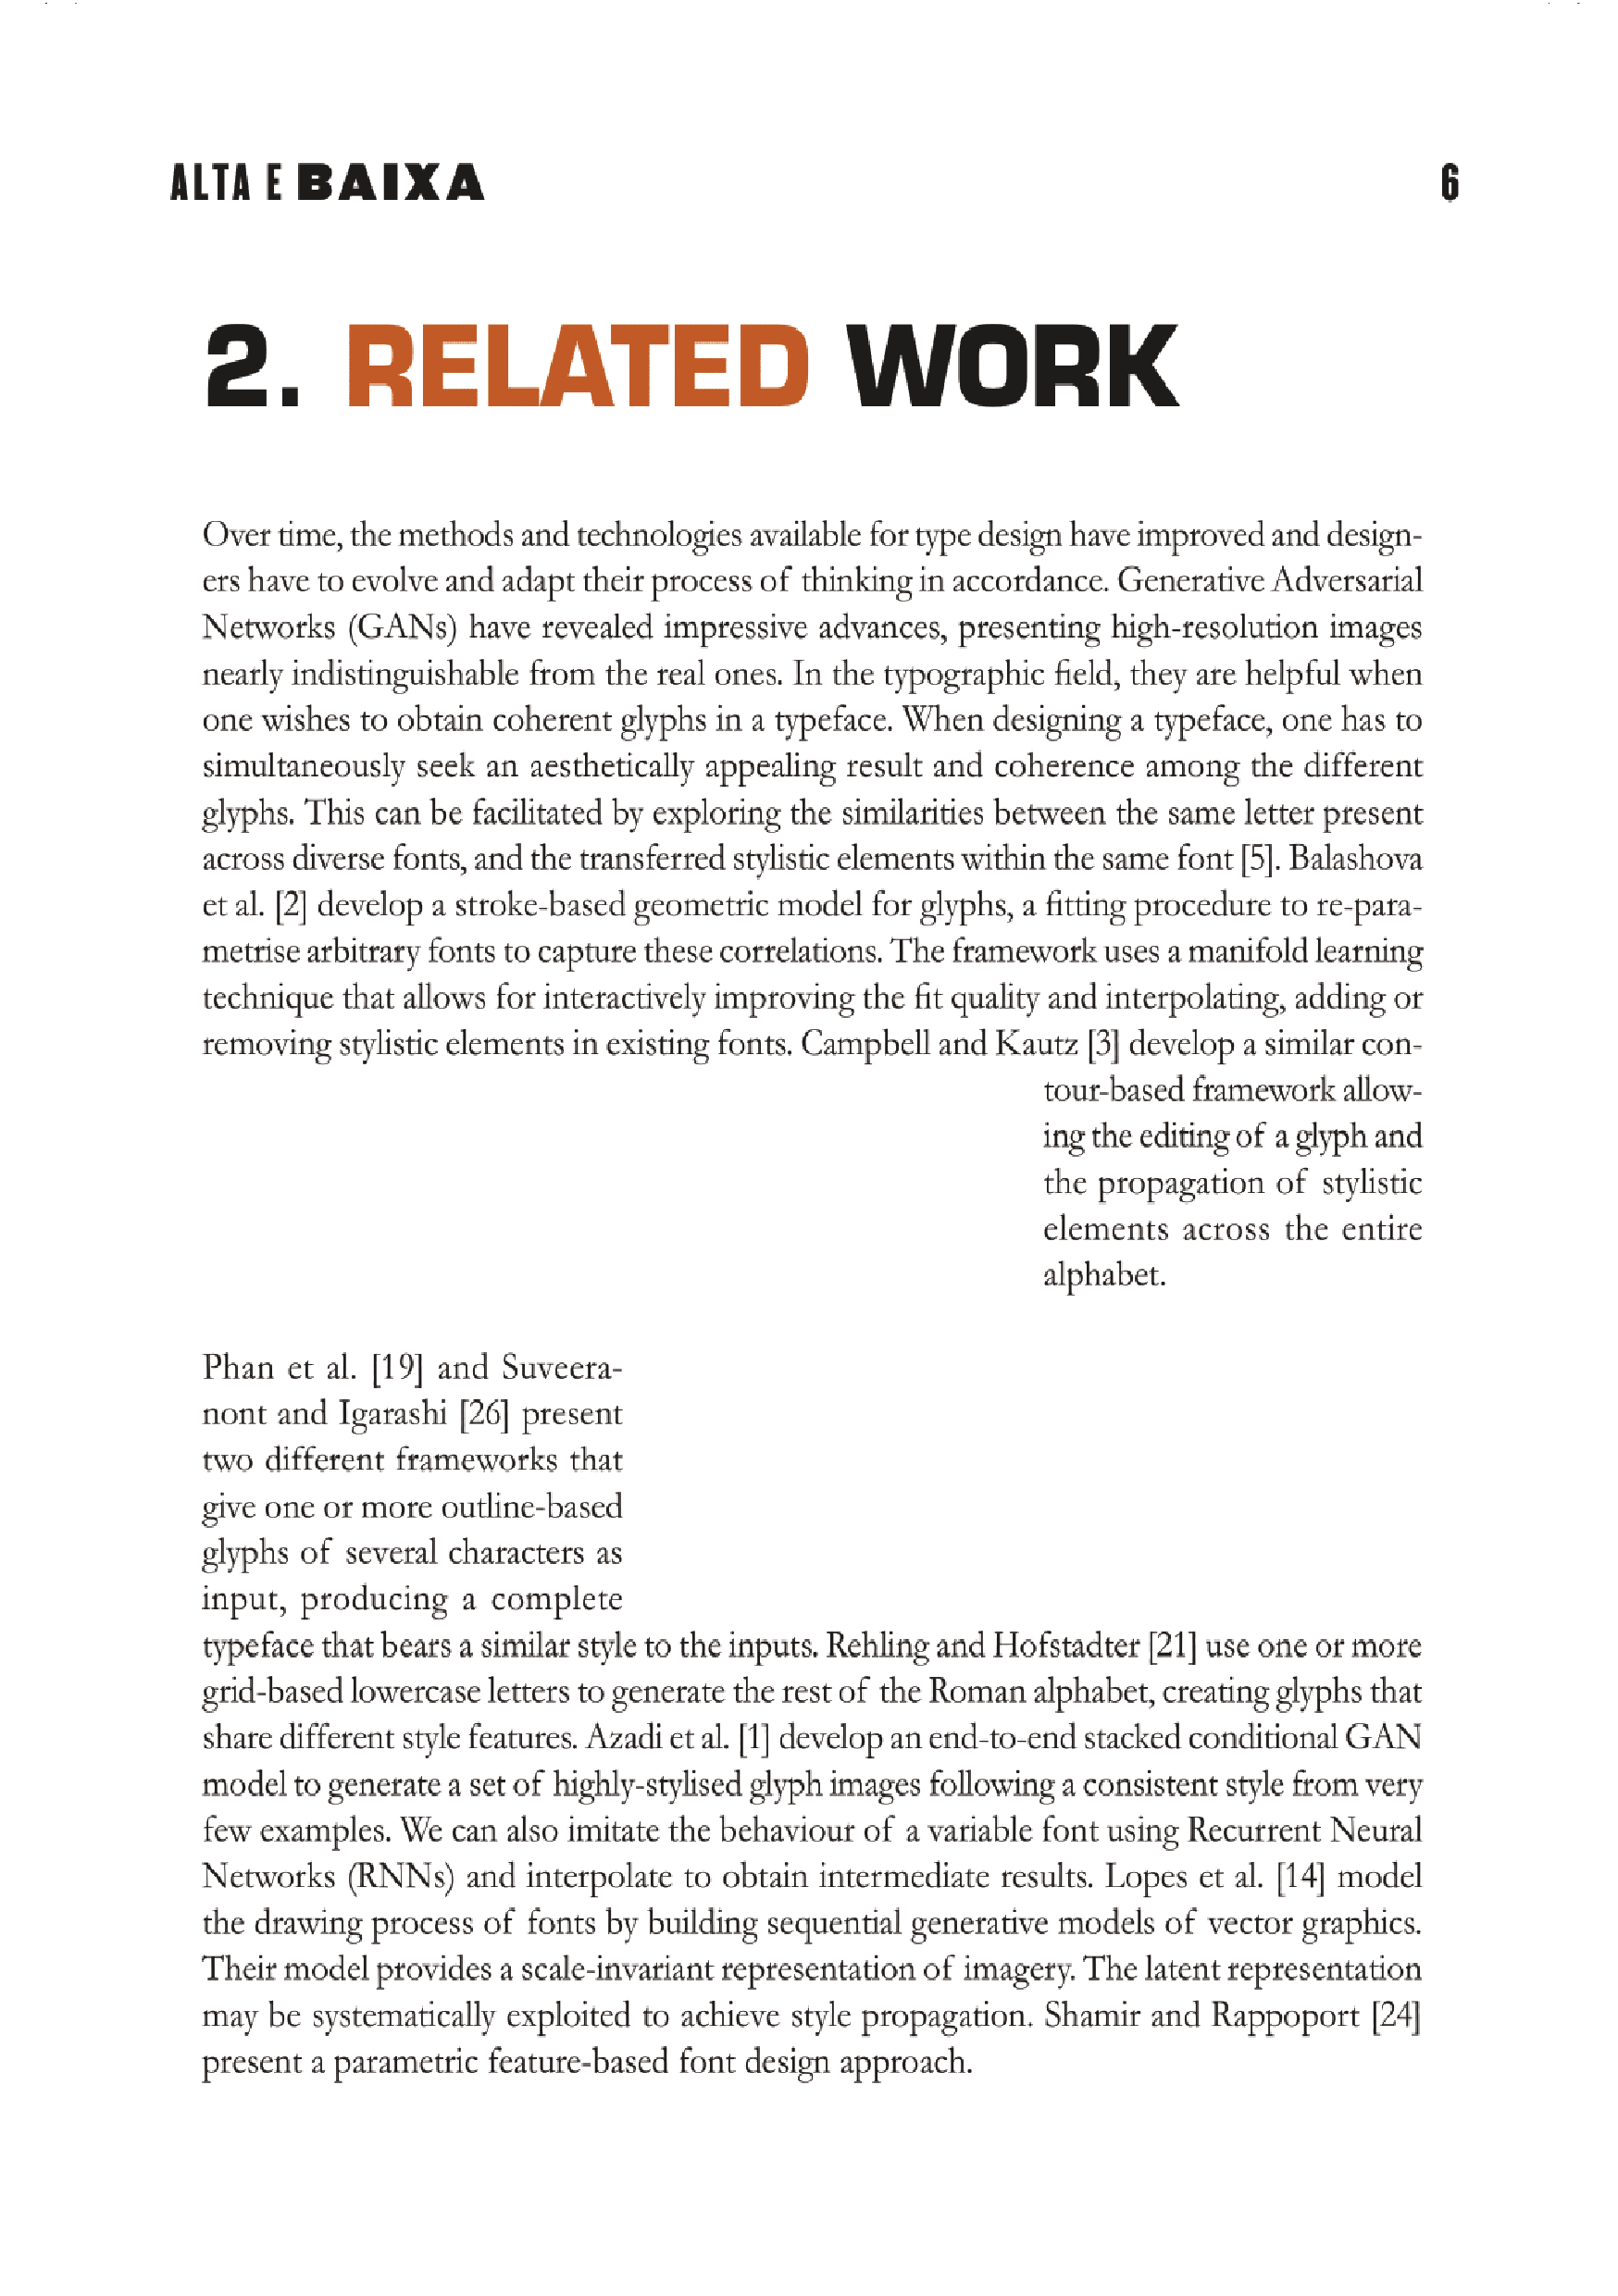 ALTA E BAIXA
6
2. RELATED WORK
Over time, the methods and technologies available for type design have improved and design-
ers have to evolve and adapt their process of thinking in accordance. Generative Adversarial
Networks (GANs) have revealed impressive advances, presenting high-resolution images
nearly indistinguishable from the real ones. In the typographic field, they are helpful when
one wishes to obtain coherent glyphs in a typeface. When designing a typeface, one has to
simultaneously seek an aesthetically appealing result and coherence among the different
glyphs. This can be facilitated by exploring the similarities between the same letter present
across diverse fonts, and the transferred stylistic elements within the same font [5]. Balashova
et al. [2] develop a stroke-based geometric model for glyphs, a fitting procedure to re-para-
metrise arbitrary fonts to capture these correlations. The framework uses a manifold learning
technique that allows for interactively improving the fit quality and interpolating, adding or
removing stylistic elements in existing fonts. Campbell and Kautz [3] develop a similar con-
tour-based framework allow-
ing the editing of a glyph and
the propagation of stylistic
elements across the entire
alphabet.
Phan et al. [19] and Suveera-
nont and Igarashi [26] present
two different frameworks that
give one or more outline-based
glyphs of several characters as
input, producing a complete
typeface that bears a similar style to the inputs. Rehling and Hofstadter [21] use one or more
grid-based lowercase letters to generate the rest of the Roman alphabet, creating glyphs that
share different style features. Azadi et al. [1] develop an end-to-end stacked conditional GAN
model to generate a set of highly-stylised glyph images following a consistent style from very
few examples. We can also imitate the behaviour of a variable font using Recurrent Neural
Networks (RNNs) and interpolate to obtain intermediate results. Lopes et al. [14] model
the drawing process of fonts by building sequential generative models of vector graphics.
Their model provides a scale-invariant representation of imagery. The latent representation
may be systematically exploited to achieve style propagation. Shamir and Rappoport [24]
present a parametric feature-based font design approach.